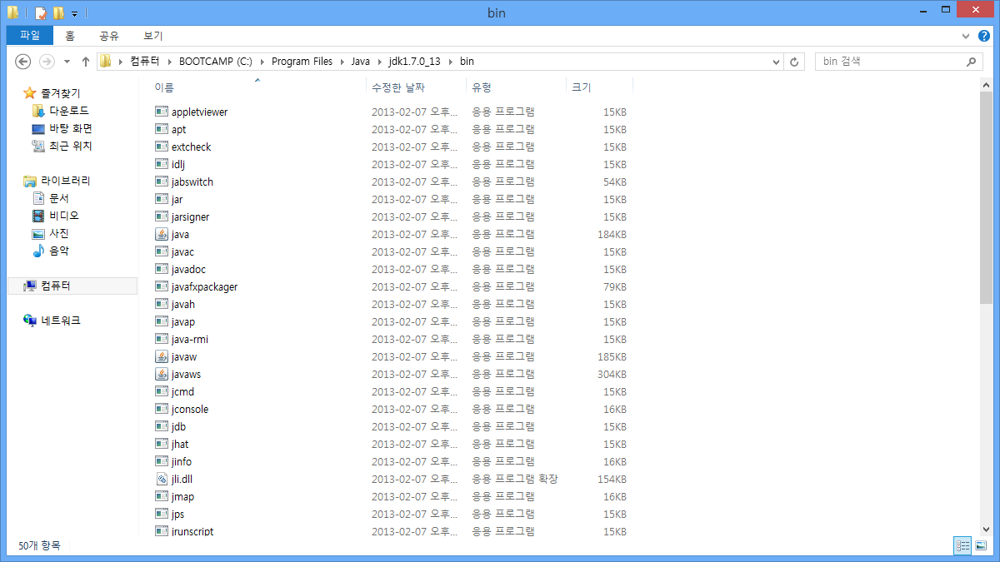 bin
파일 홈 공유 보기
컴퓨터 BOOTCAMP (C:) Program Files Java jdk1.7.0_13 bin
bin 검색
즐겨찾기
다운로드
바탕 화면
최근 위치
라이브러리
문서
비디오
사진
음악
컴퓨터
네트워크
이름 수정한 날짜 유형 크기
appletviewer 2013-02-07 오후... 응용 프로그램 15KB
apt 2013-02-07 오후... 응용 프로그램 15KB
extcheck 2013-02-07 오후... 응용 프로그램 15KB
idlj 2013-02-07 오후... 응용 프로그램 15KB
jabswitch 2013-02-07 오후... 응용 프로그램 54KB
jar 2013-02-07 오후... 응용 프로그램 15KB
jarsigner 2013-02-07 오후... 응용 프로그램 15KB
java 2013-02-07 오후... 응용 프로그램 184KB
javac 2013-02-07 오후... 응용 프로그램 15KB
javadoc 2013-02-07 오후... 응용 프로그램 15KB
javafxpackager 2013-02-07 오후... 응용 프로그램 79KB
javah 2013-02-07 오후... 응용 프로그램 15KB
javap 2013-02-07 오후... 응용 프로그램 15KB
java-rmi 2013-02-07 오후... 응용 프로그램 15KB
javaw 2013-02-07 오후... 응용 프로그램 185KB
javaws 2013-02-07 오후... 응용 프로그램 304KB
jcmd 2013-02-07 오후... 응용 프로그램 15KB
jconsole 2013-02-07 오후... 응용 프로그램 16KB
jdb 2013-02-07 오후... 응용 프로그램 15KB
jhat 2013-02-07 오후... 응용 프로그램 15KB
jinfo 2013-02-07 오후... 응용 프로그램 16KB
jli.dll 2013-02-07 오후... 응용 프로그램 확장 154KB
jmap 2013-02-07 오후... 응용 프로그램 16KB
jps 2013-02-07 오후... 응용 프로그램 15KB
jrunscript 2013-02-07 오후... 응용 프로그램 15KB
50개 항목